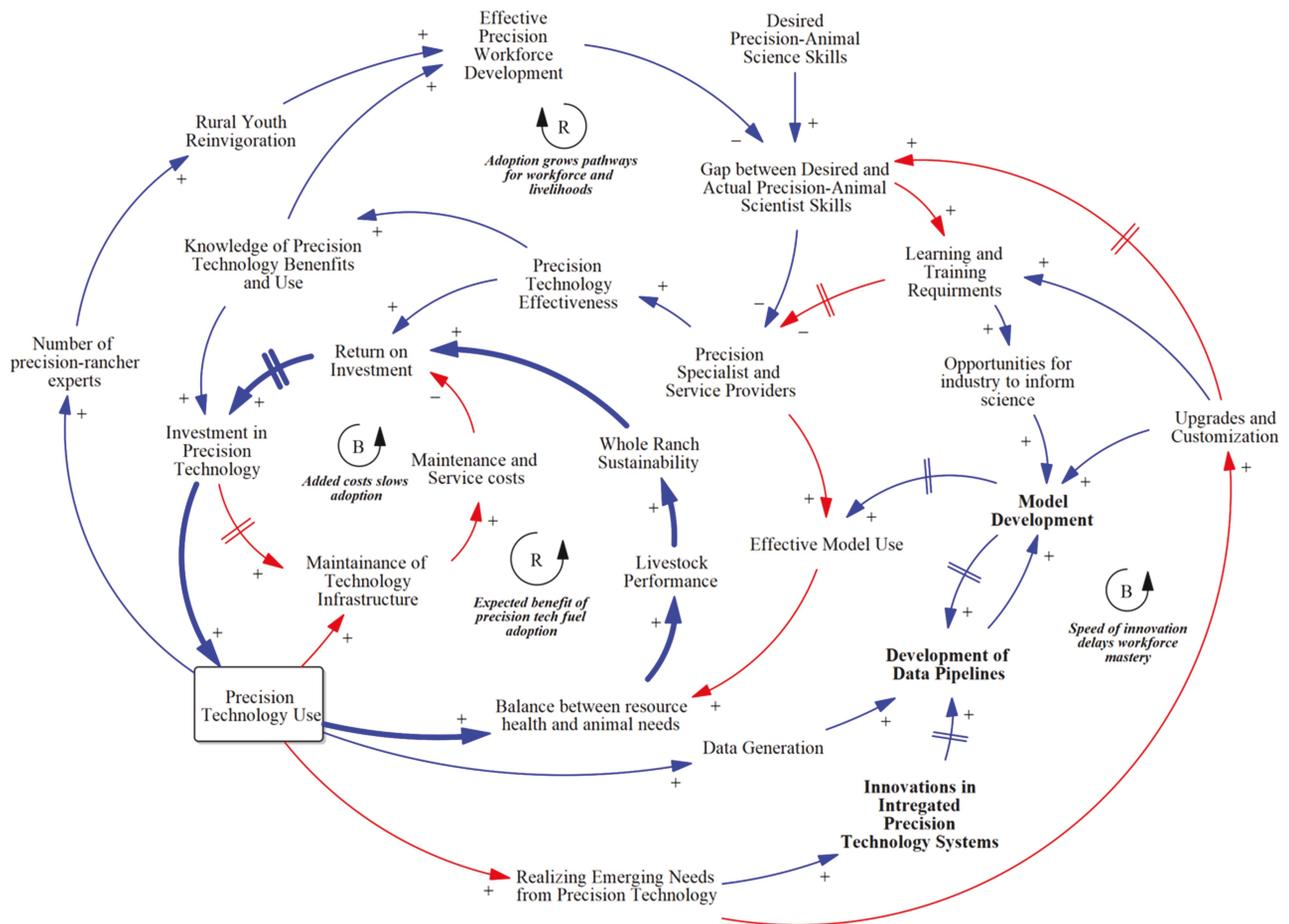 Effective
Precision
Workforce
Development
Desired
Precision-Animal
Science Skills
+
+
+
−
+
Rural Youth
Reinvigoration
+
R
Adoption grows pathways
for workforce and
livelihoods
Gap between Desired and
Actual Precision-Animal
Scientist Skills
+
+
Knowledge of Precision
Technology Benenfits
and Use
+
Precision
Technology
Effectiveness
+
−
−
Learning and
Training
Requirments
+
+
+
+
Number of
precision-rancher
experts
+
Return on
Investment
−
Precision
Specialist and
Service Providers
Opportunities for
industry to inform
science
+
Upgrades and
Customization
+
+
+
+
Investment in
Precision
Technology
B
Added costs slows
adoption
Maintenance and
Service costs
+
Whole Ranch
Sustainability
+
+
+
Model
Development
+
Effective Model Use
+
Maintainance of
Technology
Infrastructure
+
R
Expected benefit of
precision tech fuel
adoption
Livestock
Performance
+
+
B
Speed of innovation
delays workforce
mastery
+
+
Development of
Data Pipelines
+
+
Precision
Technology Use
+
Balance between resource
health and animal needs
+
Data Generation
+
Innovations in
Intregated
Precision
Technology Systems
+
Realizing Emerging Needs
from Precision Technology
+